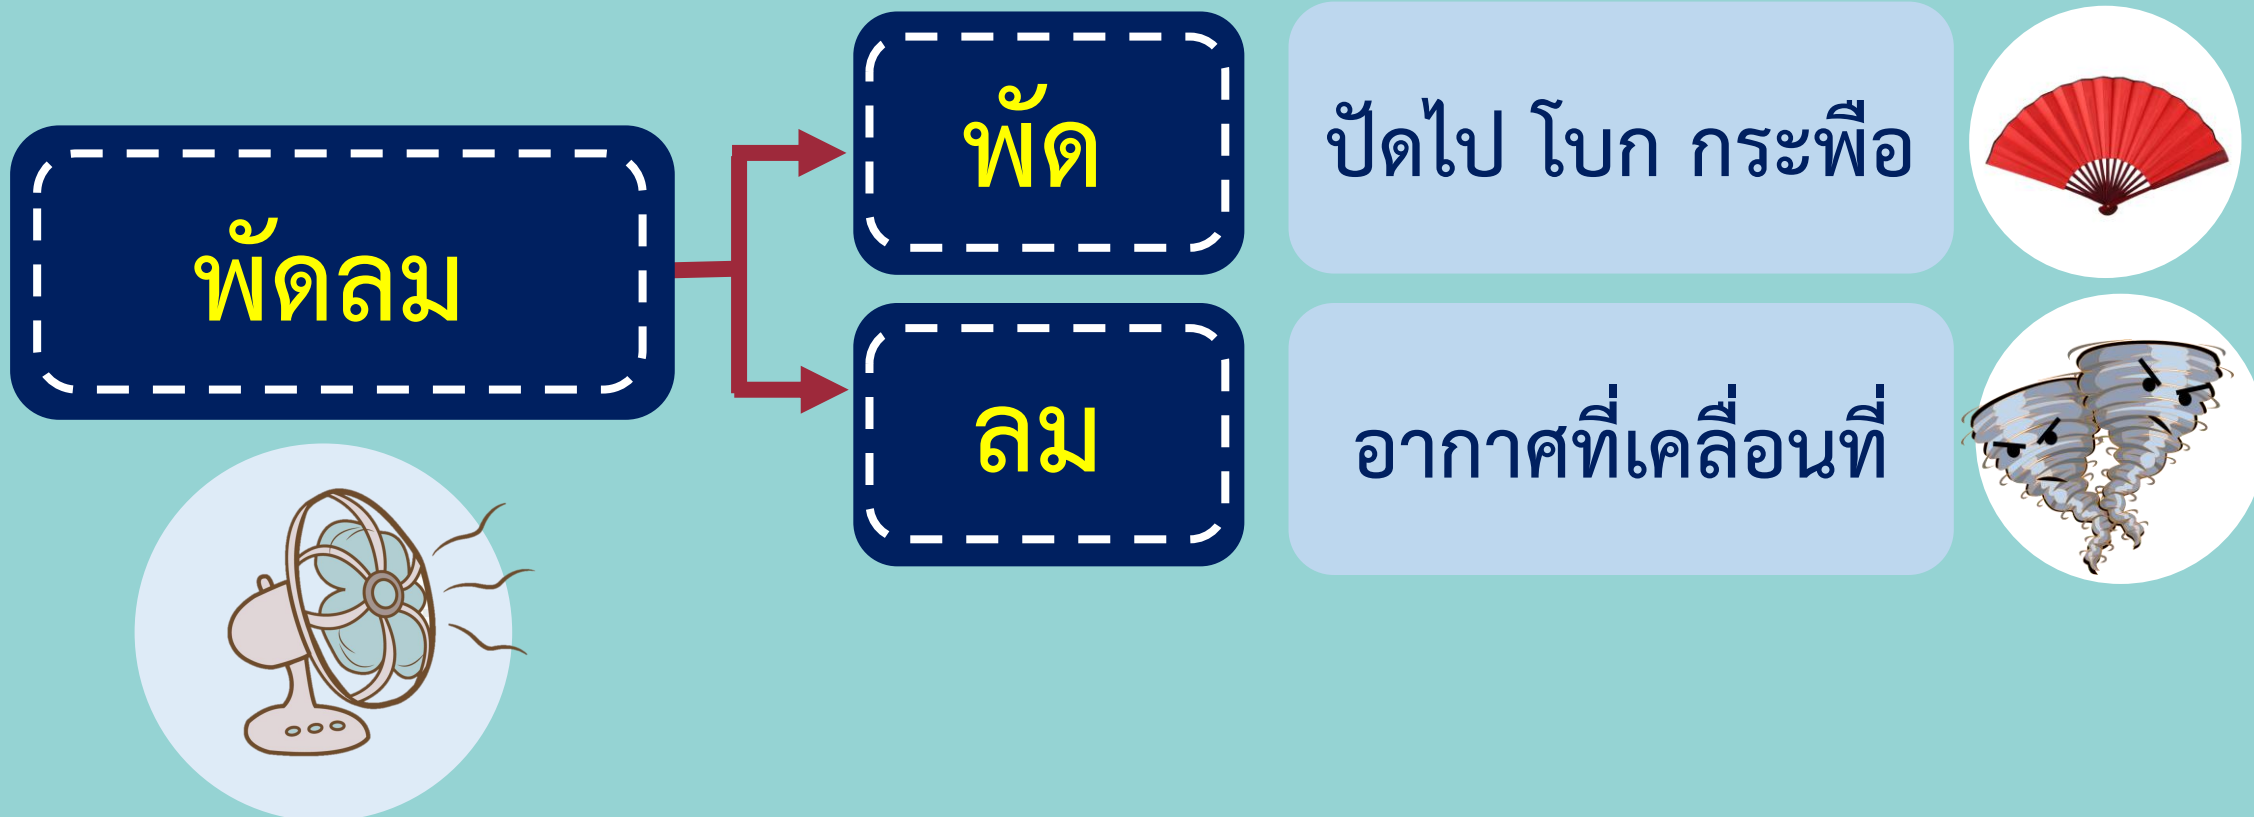 พัดลม
พัด
ปัดไป โบก กระพือ
ลม
อากาศที่เคลื่อนที่